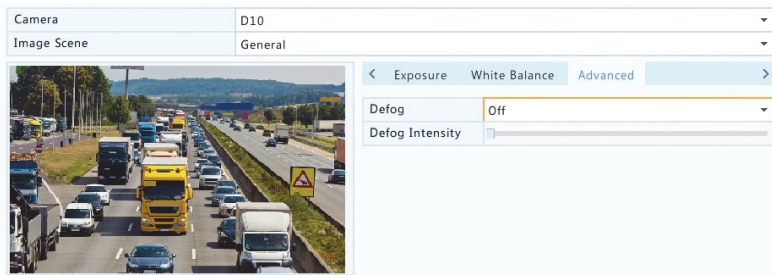 Camera D10
Image Scene General
< Exposure White Balance Advanced >
Defog Off
Defog Intensity